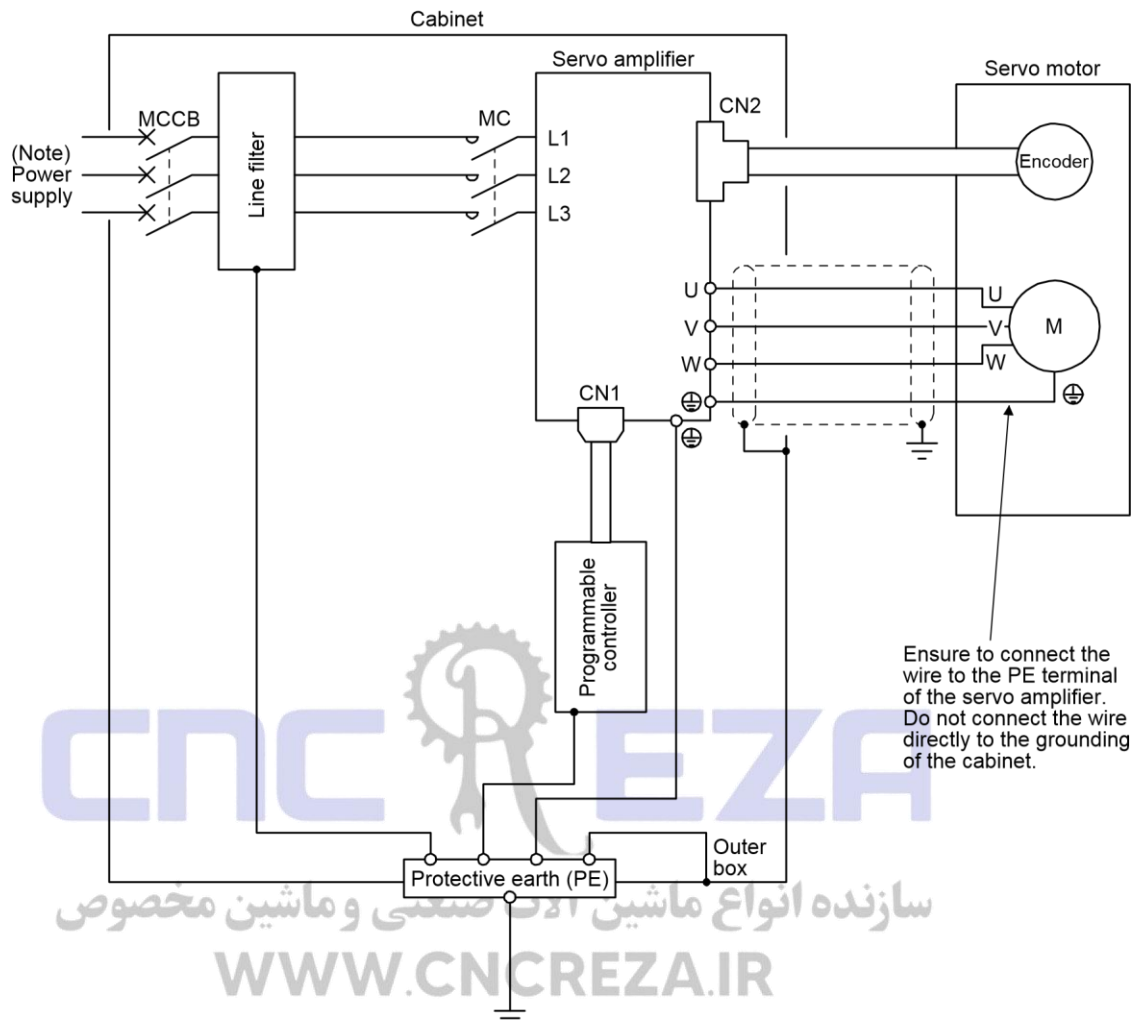 Cabinet
Servo amplifier
Servo motor
MCCB
MC
CN2
(Note)
Power
supply
Line filter
L1
L2
L3
Encoder
U
V
W
U
V
W
M
CN1
Programmable
controller
Ensure to connect the
wire to the PE terminal
of the servo amplifier.
Do not connect the wire
directly to the grounding
of the cabinet.
CNC REZA
Outer
box
Protective earth (PE)
سازنده انواع ماشین آلات صنعتی و ماشین مخصوص
WWW.CNCREZA.IR